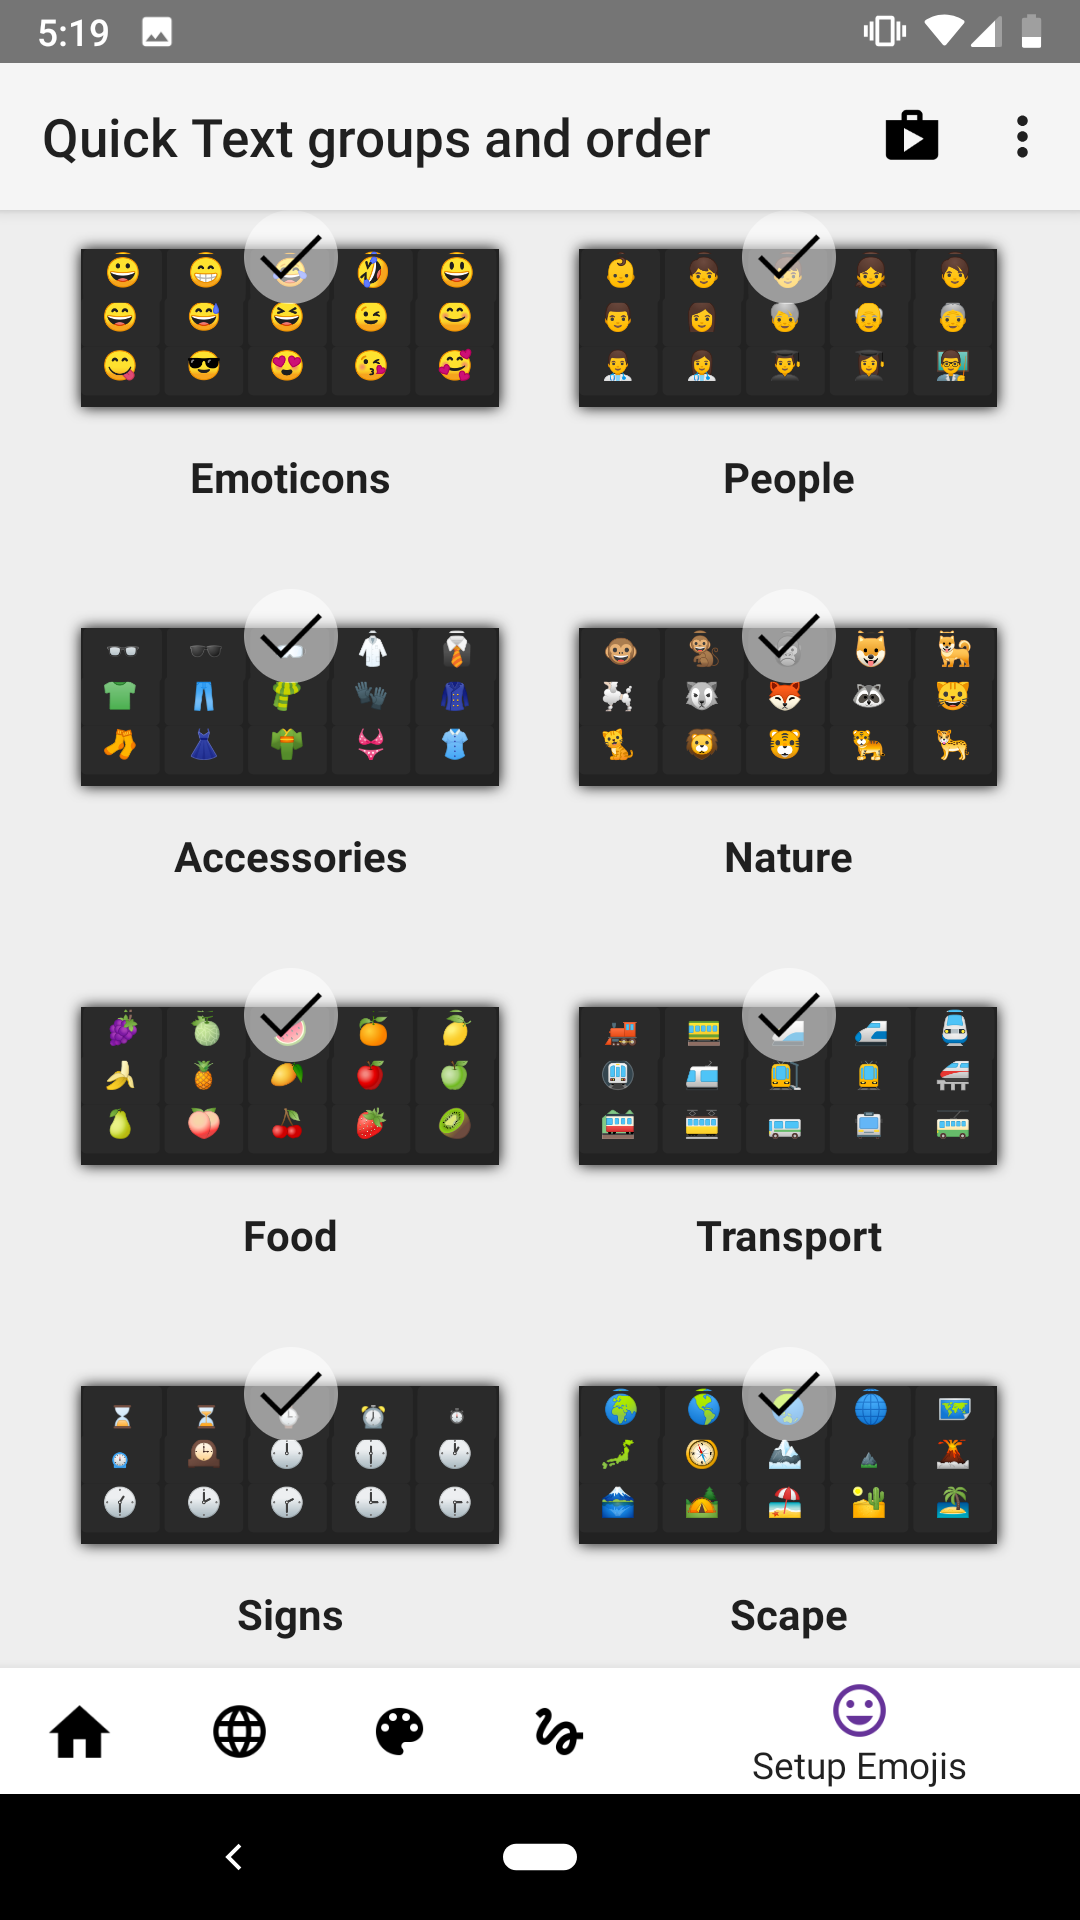 5:19
Quick Text groups and order
Emoticons
People
Accessories
Nature
Food
Transport
Signs
Scape
Setup Emojis